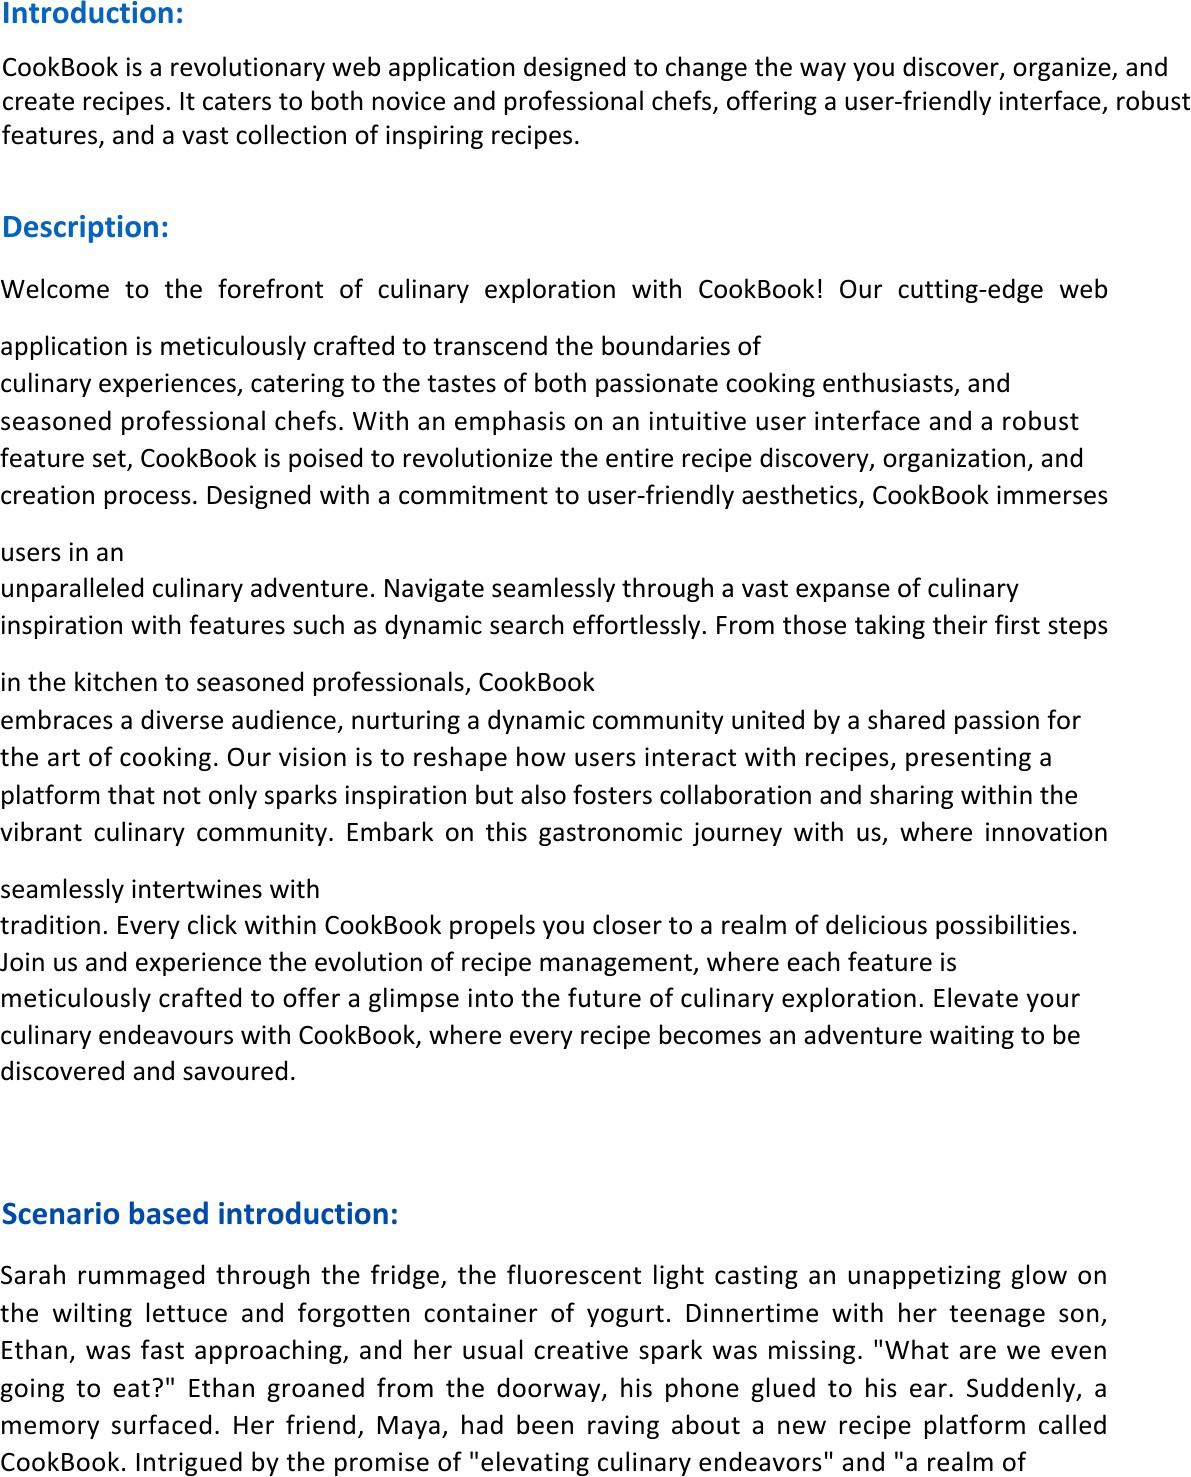 Introduction:
CookBook is a revolutionary web application designed to change the way you discover, organize, and
create recipes. It caters to both novice and professional chefs, offering a user-friendly interface, robust
features, and a vast collection of inspiring recipes.
Description:
Welcome to the forefront of culinary exploration with CookBook! Our cutting-edge web
application is meticulously crafted to transcend the boundaries of
culinary experiences, catering to the tastes of both passionate cooking enthusiasts, and
seasoned professional chefs. With an emphasis on an intuitive user interface and a robust
feature set, CookBook is poised to revolutionize the entire recipe discovery, organization, and
creation process. Designed with a commitment to user-friendly aesthetics, CookBook immerses
users in an
unparalleled culinary adventure. Navigate seamlessly through a vast expanse of culinary
inspiration with features such as dynamic search effortlessly. From those taking their first steps
in the kitchen to seasoned professionals, CookBook
embraces a diverse audience, nurturing a dynamic community united by a shared passion for
the art of cooking. Our vision is to reshape how users interact with recipes, presenting a
platform that not only sparks inspiration but also fosters collaboration and sharing within the
vibrant culinary community. Embark on this gastronomic journey with us, where innovation
seamlessly intertwines with
tradition. Every click within CookBook propels you closer to a realm of delicious possibilities.
Join us and experience the evolution of recipe management, where each feature is
meticulously crafted to offer a glimpse into the future of culinary exploration. Elevate your
culinary endeavours with CookBook, where every recipe becomes an adventure waiting to be
discovered and savoured.
Scenario based introduction:
Sarah rummaged through the fridge, the fluorescent light casting an unappetizing glow on
the wilting lettuce and forgotten container of yogurt. Dinnertime with her teenage son,
Ethan, was fast approaching, and her usual creative spark was missing. "What are we even
going to eat?" Ethan groaned from the doorway, his phone glued to his ear. Suddenly, a
memory surfaced. Her friend, Maya, had been raving about a new recipe platform called
CookBook. Intrigued by the promise of "elevating culinary endeavors" and "a realm of